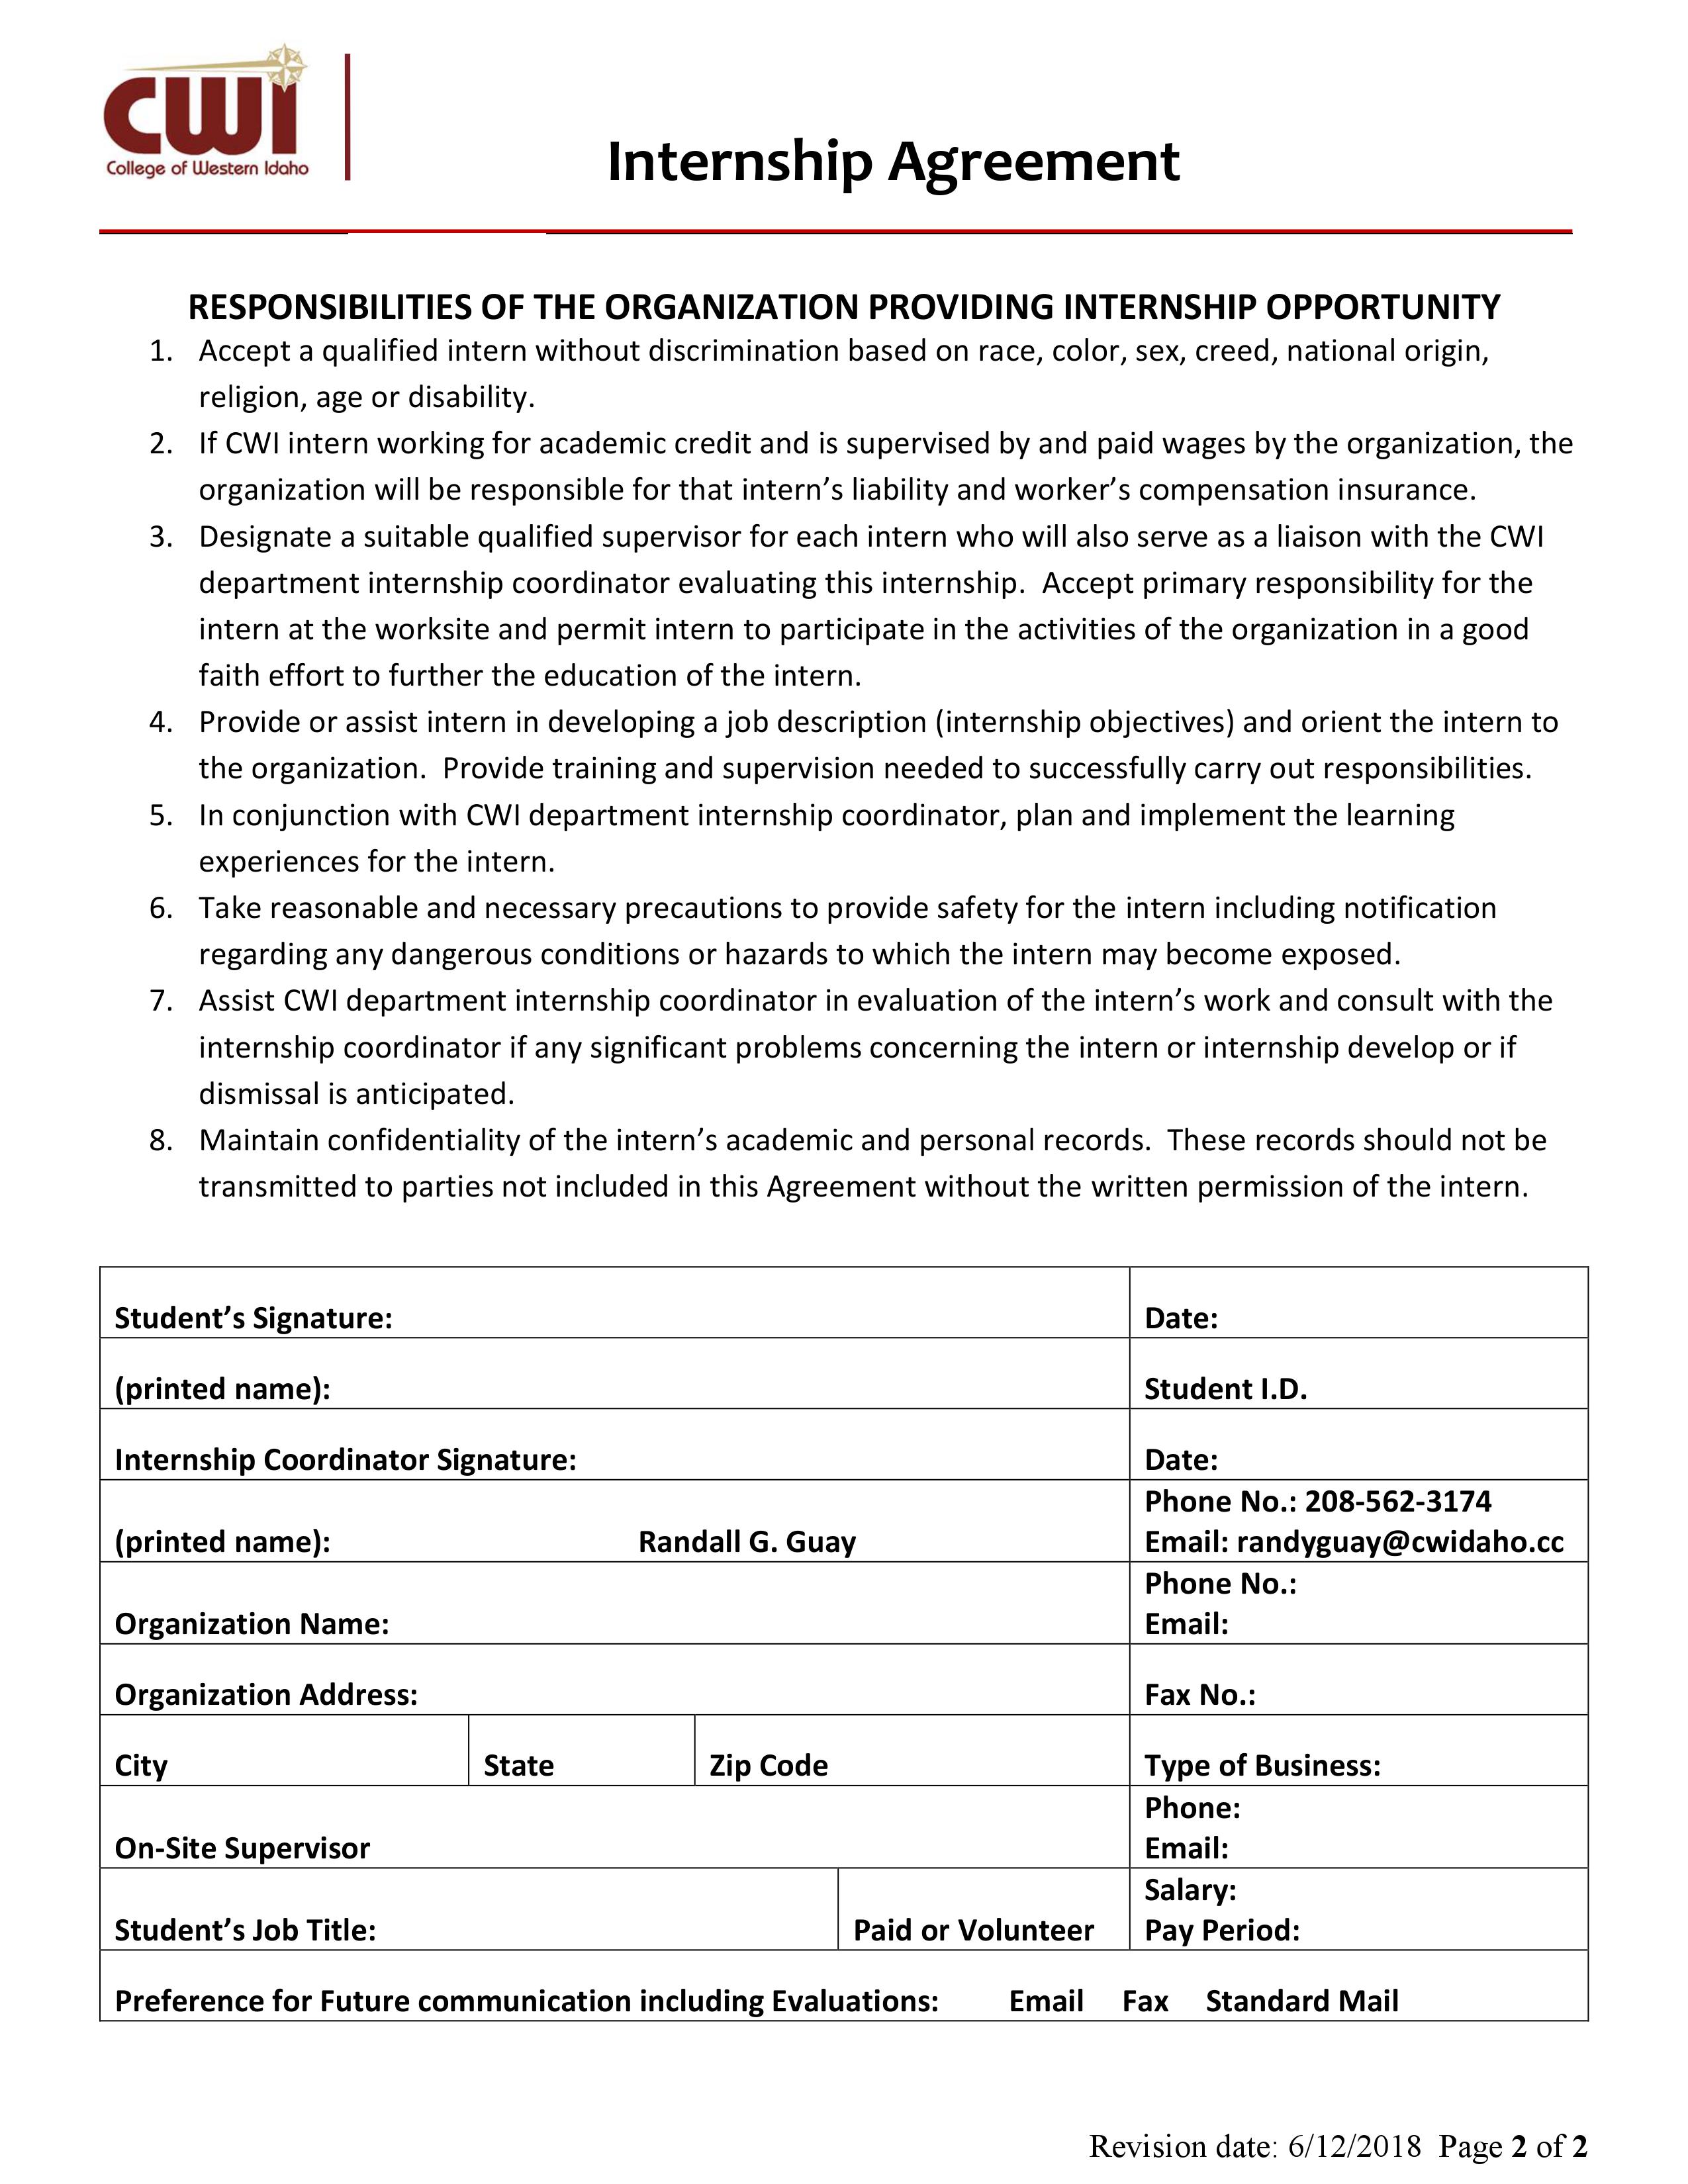 CWI
College of Western Idaho
Internship Agreement
RESPONSIBILITIES OF THE ORGANIZATION PROVIDING INTERNSHIP OPPORTUNITY
1. Accept a qualified intern without discrimination based on race, color, sex, creed, national origin,
religion, age or disability.
2. If CWI intern working for academic credit and is supervised by and paid wages by the organization, the
organization will be responsible for that intern’s liability and worker’s compensation insurance.
3. Designate a suitable qualified supervisor for each intern who will also serve as a liaison with the CWI
department internship coordinator evaluating this internship.  Accept primary responsibility for the
intern at the worksite and permit intern to participate in the activities of the organization in a good
faith effort to further the education of the intern.
4. Provide or assist intern in developing a job description (internship objectives) and orient the intern to
the organization.  Provide training and supervision needed to successfully carry out responsibilities.
5. In conjunction with CWI department internship coordinator, plan and implement the learning
experiences for the intern.
6. Take reasonable and necessary precautions to provide safety for the intern including notification
regarding any dangerous conditions or hazards to which the intern may become exposed.
7. Assist CWI department internship coordinator in evaluation of the intern’s work and consult with the
internship coordinator if any significant problems concerning the intern or internship develop or if
dismissal is anticipated.
8. Maintain confidentiality of the intern’s academic and personal records.  These records should not be
transmitted to parties not included in this Agreement without the written permission of the intern.
Student’s Signature: Date:
(printed name): Student I.D.
Internship Coordinator Signature: Date:
Phone No.: 208-562-3174
(printed name): Randall G. Guay Email: randyguay@cwidaho.cc
Phone No.:
Organization Name: Email:
Organization Address: Fax No.:
City State Zip Code Type of Business:
Phone:
On-Site Supervisor Email:
Salary:
Student’s Job Title: Paid or Volunteer Pay Period:
Preference for Future communication including Evaluations: Email Fax Standard Mail
Revision date: 6/12/2018  Page 2 of 2